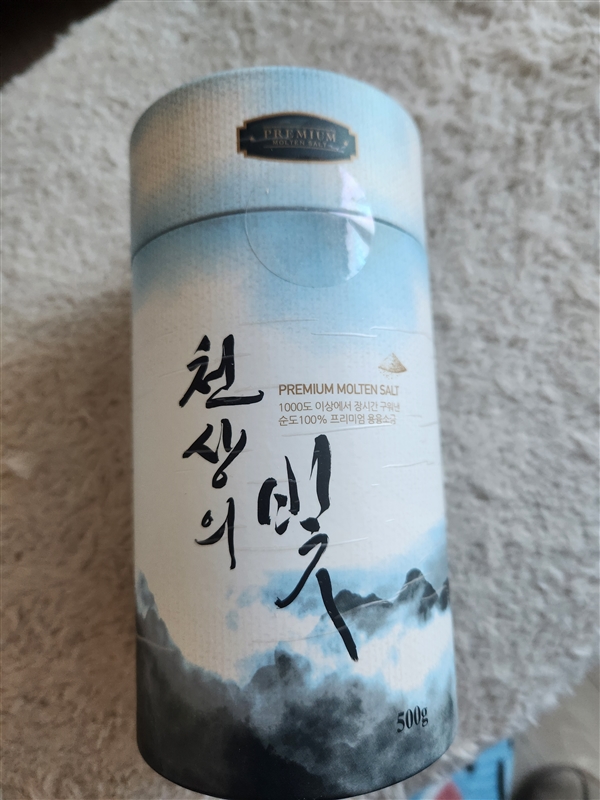 PREMIUM
MOLTEN SALT
천상의
빛
PREMIUM MOLTEN SALT
1000도 이상에서 장시간 구워낸
순도100% 프리미엄 용융소금
500g